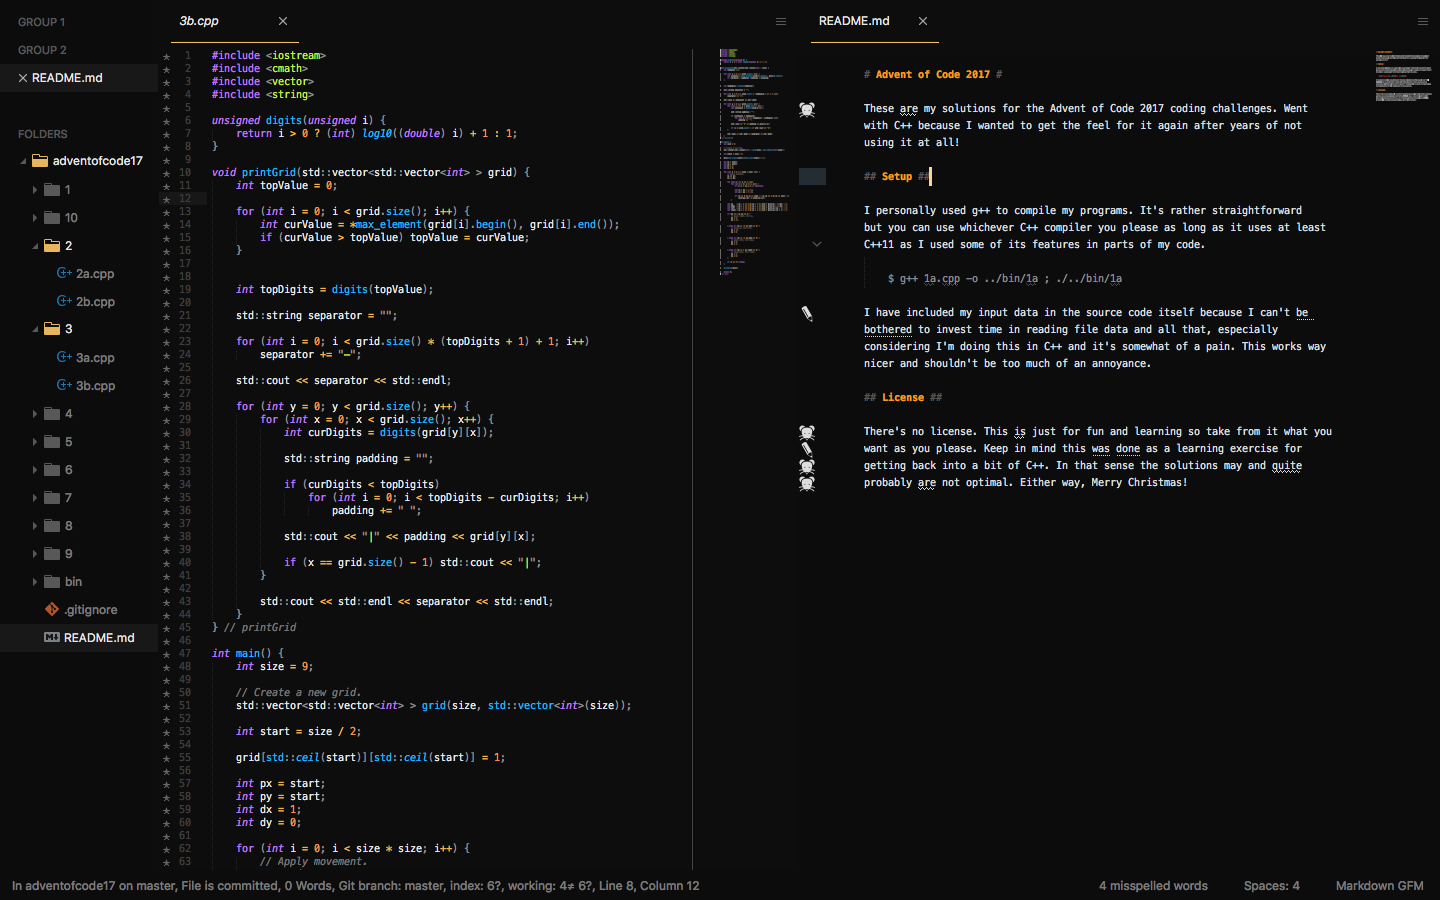 GROUP 1
GROUP 2
README.md
FOLDERS
adventofcode17
1
10
2
2a.cpp
2b.cpp
3
3a.cpp
3b.cpp
4
5
6
7
8
9
bin
.gitignore
README.md
3b.cpp
1 #include <iostream>
2 #include <cmath>
3 #include <vector>
4 #include <string>
5
6 unsigned digits(unsigned i) {
7     return i > 0 ? (int) log10((double) i) + 1 : 1;
8 }
9
10 void printGrid(std::vector<std::vector<int> > grid) {
11     int topValue = 0;
12
13     for (int i = 0; i < grid.size(); i++) {
14         int curValue = *max_element(grid[i].begin(), grid[i].end());
15         if (curValue > topValue) topValue = curValue;
16     }
17
18
19     int topDigits = digits(topValue);
20
21     std::string separator = "";
22
23     for (int i = 0; i < grid.size() * (topDigits + 1) + 1; i++)
24         separator += "-";
25
26     std::cout << separator << std::endl;
27
28     for (int y = 0; y < grid.size(); y++) {
29         for (int x = 0; x < grid.size(); x++) {
30             int curDigits = digits(grid[y][x]);
31
32             std::string padding = "";
33
34             if (curDigits < topDigits)
35                 for (int i = 0; i < topDigits - curDigits; i++)
36                     padding += " ";
37
38             std::cout << "|" << padding << grid[y][x];
39
40             if (x == grid.size() - 1) std::cout << "|";
41         }
42
43         std::cout << std::endl << separator << std::endl;
44     }
45 } // printGrid
46
47 int main() {
48     int size = 9;
49
50     // Create a new grid.
51     std::vector<std::vector<int> > grid(size, std::vector<int>(size));
52
53     int start = size / 2;
54
55     grid[std::ceil(start)][std::ceil(start)] = 1;
56
57     int px = start;
58     int py = start;
59     int dx = 1;
60     int dy = 0;
61
62     for (int i = 0; i < size * size; i++) {
63         // Apply movement.
README.md
# Advent of Code 2017 #
These are my solutions for the Advent of Code 2017 coding challenges. Went
with C++ because I wanted to get the feel for it again after years of not
using it at all!
## Setup ##
I personally used g++ to compile my programs. It's rather straightforward
but you can use whichever C++ compiler you please as long as it uses at least
C++11 as I used some of its features in parts of my code.
$ g++ 1a.cpp -o ../bin/1a ; ./../bin/1a
I have included my input data in the source code itself because I can't be
bothered to invest time in reading file data and all that, especially
considering I'm doing this in C++ and it's somewhat of a pain. This works way
nicer and shouldn't be too much of an annoyance.
## License ##
There's no license. This is just for fun and learning so take from it what you
want as you please. Keep in mind this was done as a learning exercise for
getting back into a bit of C++. In that sense the solutions may and quite
probably are not optimal. Either way, Merry Christmas!
In adventofcode17 on master, File is committed, 0 Words, Git branch: master, index: 6?, working: 4≠ 6?, Line 8, Column 12
4 misspelled words
Spaces: 4
Markdown GFM